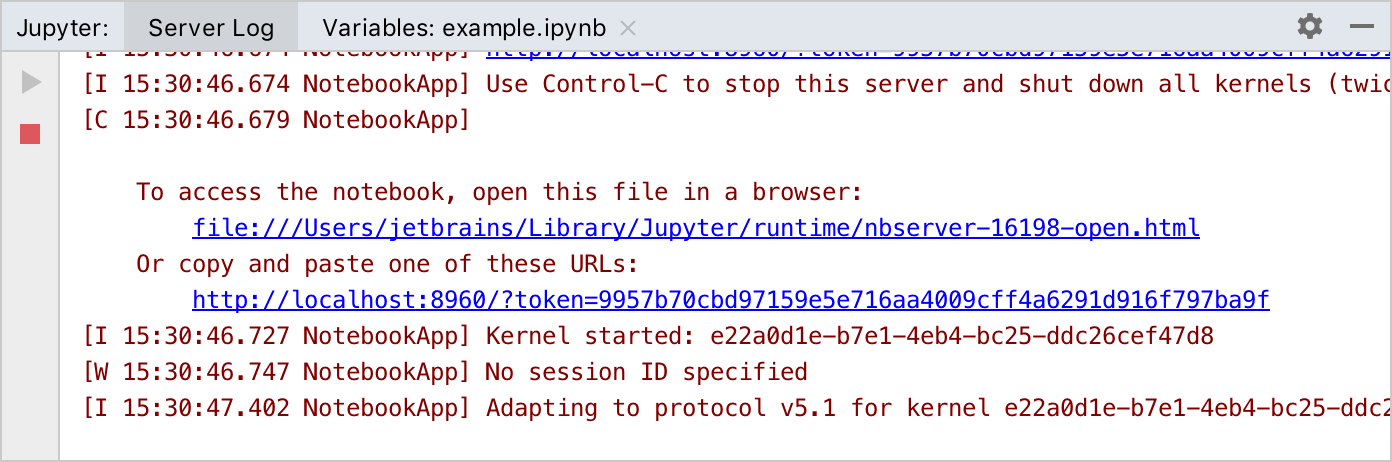 Jupyter: Server Log Variables: example.ipynb
[I 15:30:46.674 NotebookApp]
[I 15:30:46.674 NotebookApp] Use Control-C to stop this server and shut down all kernels (twic
[C 15:30:46.679 NotebookApp]
To access the notebook, open this file in a browser:
file:///Users/jetbrains/Library/Jupyter/runtime/nbserver-16198-open.html
Or copy and paste one of these URLs:
http://localhost:8960/?token=9957b70cbd97159e5e716aa4009cff4a6291d916f797ba9f
[I 15:30:46.727 NotebookApp] Kernel started: e22a0d1e-b7e1-4eb4-bc25-ddc26cef47d8
[W 15:30:46.747 NotebookApp] No session ID specified
[I 15:30:47.402 NotebookApp] Adapting to protocol v5.1 for kernel e22a0d1e-b7e1-4eb4-bc25-ddc2